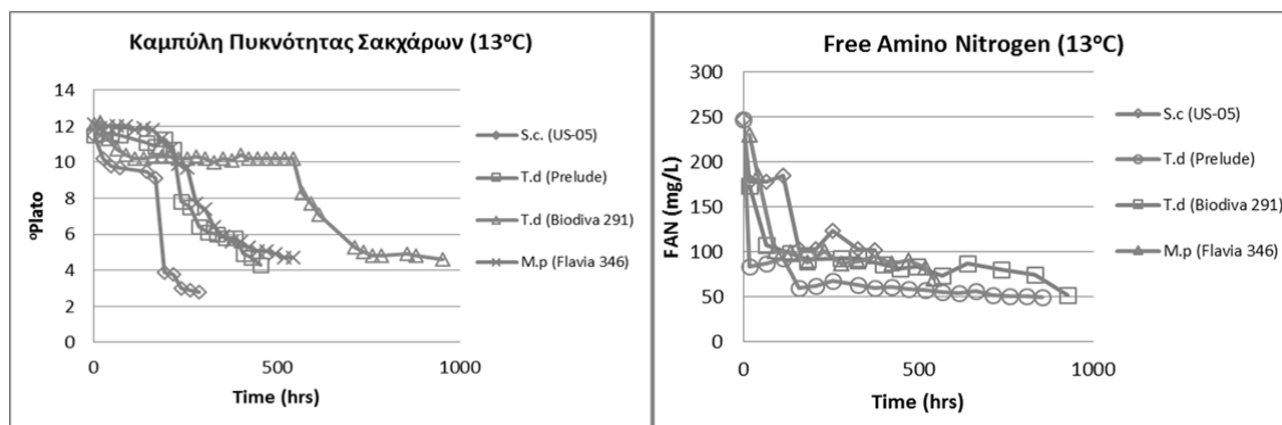 Καμπύλη Πυκνότητας Σακχάρων (13°C)
14
12
10
8
6
4
2
0
°Plato
0
500
1000
Time (hrs)
S.c. (US-05)
T.d (Prelude)
T.d (Biodiva 291)
M.p (Flavia 346)
Free Amino Nitrogen (13°C)
300
250
200
150
100
50
0
FAN (mg/L)
0
500
1000
Time (hrs)
S.c (US-05)
T.d (Prelude)
T.d (Biodiva 291)
M.p (Flavia 346)